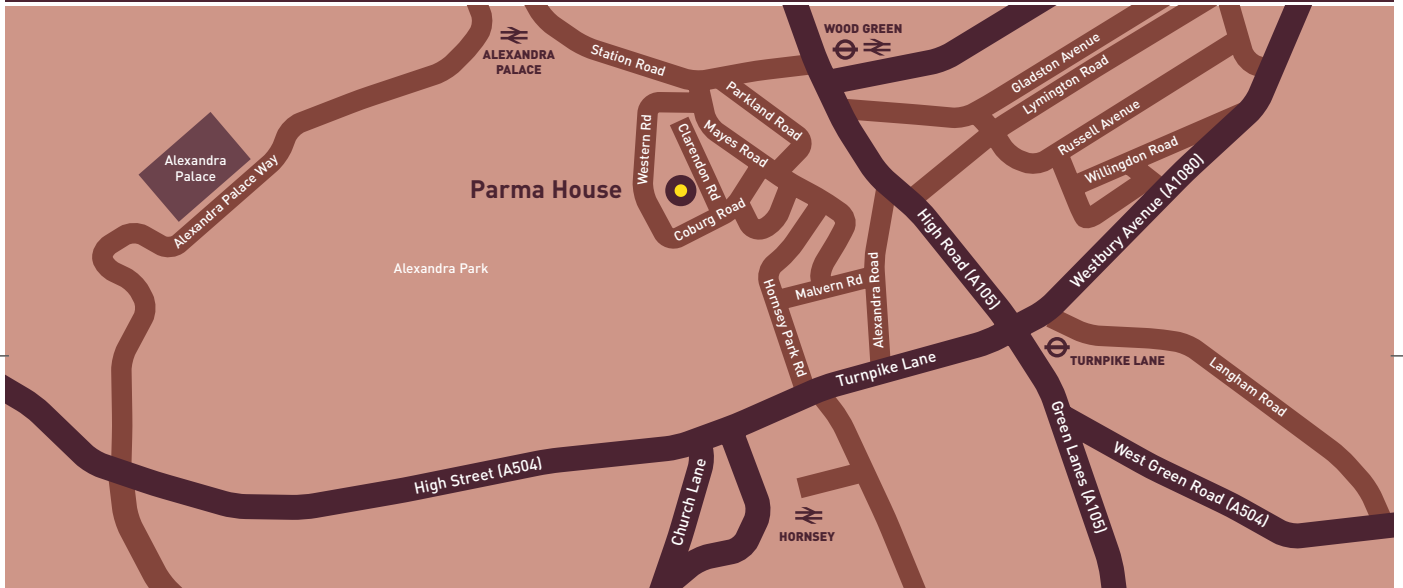 WOOD GREEN
ALEXANDRA
PALACE
Station Road
Gladston Avenue
Lymington Road
Parkland Road
Russell Avenue
Mayes Road
Western Rd
Clarendon Rd
Willingdon Road
Alexandra
Palace
Parma House
Alexandra Palace Way
Coburg Road
Westbury Avenue (A1080)
High Road (A105)
Alexandra Park
Malvern Rd
Alexandra Road
Hornsey Park Rd
Turnpike Lane
TURNPIKE LANE
Langham Road
Green Lanes (A105)
West Green Road (A504)
High Street (A504)
Church Lane
HORNSEY